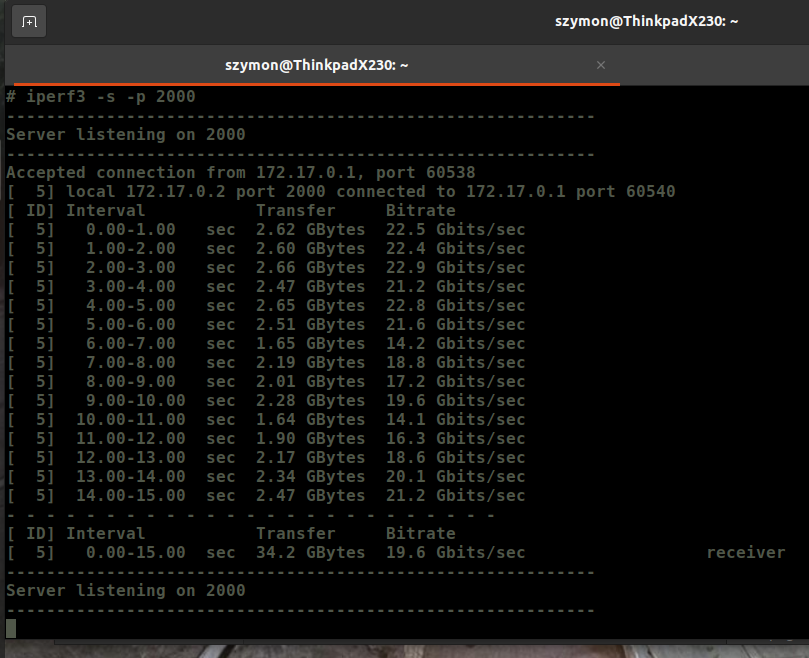 szymon@ThinkpadX230: ~
szymon@ThinkpadX230: ~ ×
# iperf3 -s -p 2000
-----------------------------------------------------------
Server listening on 2000
-----------------------------------------------------------
Accepted connection from 172.17.0.1, port 60538
[  5] local 172.17.0.2 port 2000 connected to 172.17.0.1 port 60540
[ ID] Interval           Transfer     Bitrate
[  5]   0.00-1.00   sec  2.62 GBytes  22.5 Gbits/sec
[  5]   1.00-2.00   sec  2.60 GBytes  22.4 Gbits/sec
[  5]   2.00-3.00   sec  2.66 GBytes  22.9 Gbits/sec
[  5]   3.00-4.00   sec  2.47 GBytes  21.2 Gbits/sec
[  5]   4.00-5.00   sec  2.65 GBytes  22.8 Gbits/sec
[  5]   5.00-6.00   sec  2.51 GBytes  21.6 Gbits/sec
[  5]   6.00-7.00   sec  1.65 GBytes  14.2 Gbits/sec
[  5]   7.00-8.00   sec  2.19 GBytes  18.8 Gbits/sec
[  5]   8.00-9.00   sec  2.01 GBytes  17.2 Gbits/sec
[  5]   9.00-10.00  sec  2.28 GBytes  19.6 Gbits/sec
[  5]  10.00-11.00  sec  1.64 GBytes  14.1 Gbits/sec
[  5]  11.00-12.00  sec  1.90 GBytes  16.3 Gbits/sec
[  5]  12.00-13.00  sec  2.17 GBytes  18.6 Gbits/sec
[  5]  13.00-14.00  sec  2.34 GBytes  20.1 Gbits/sec
[  5]  14.00-15.00  sec  2.47 GBytes  21.2 Gbits/sec
- - - - - - - - - - - - - - - - - - - - - - - - -
[ ID] Interval           Transfer     Bitrate
[  5]   0.00-15.00  sec  34.2 GBytes  19.6 Gbits/sec                  receiver
-----------------------------------------------------------
Server listening on 2000
-----------------------------------------------------------